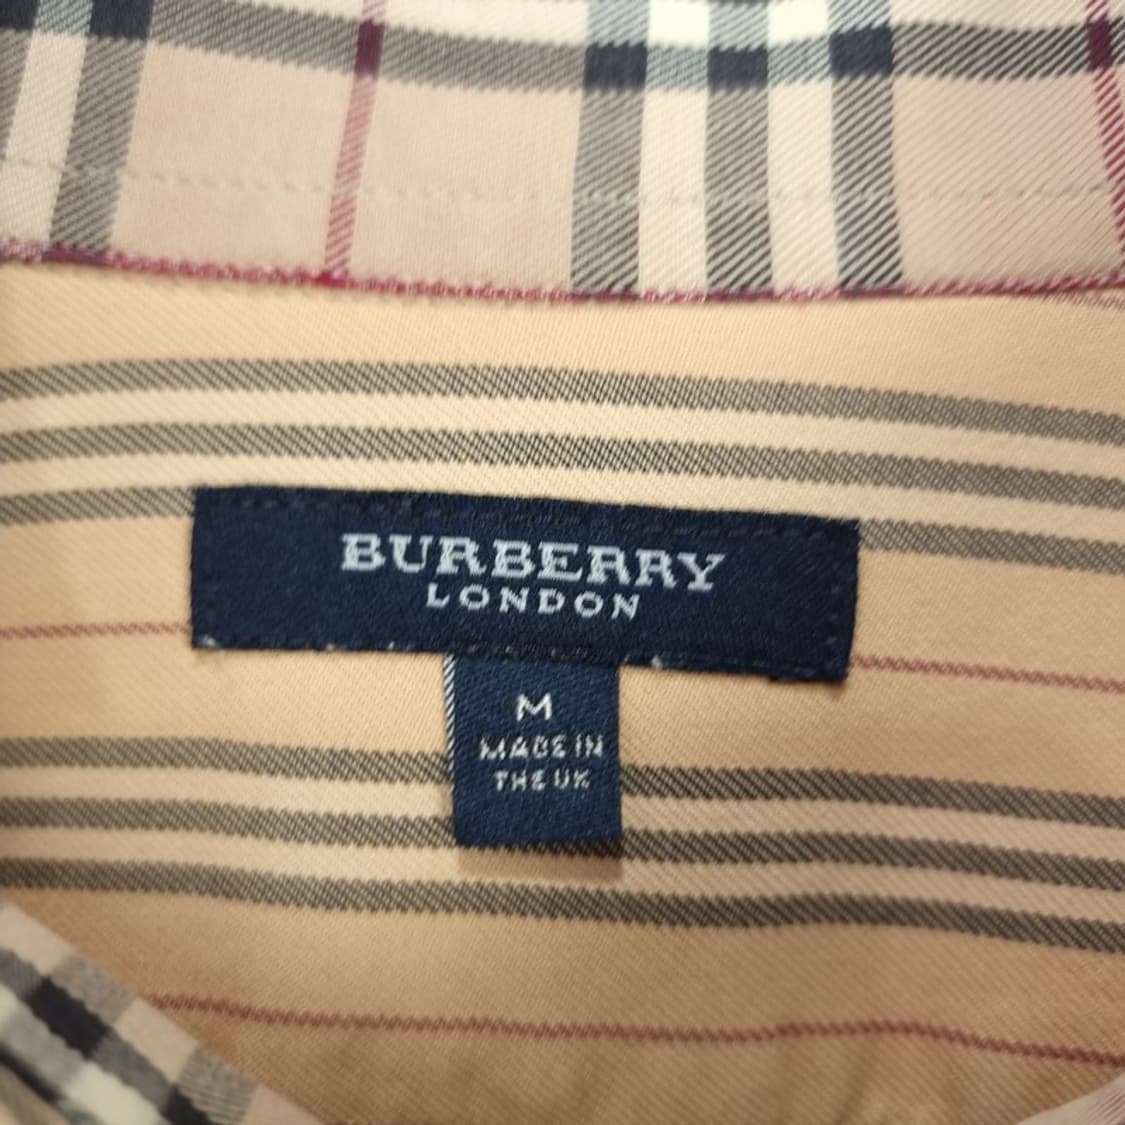 BURBERRY
LONDON
M
MADE IN
THE UK